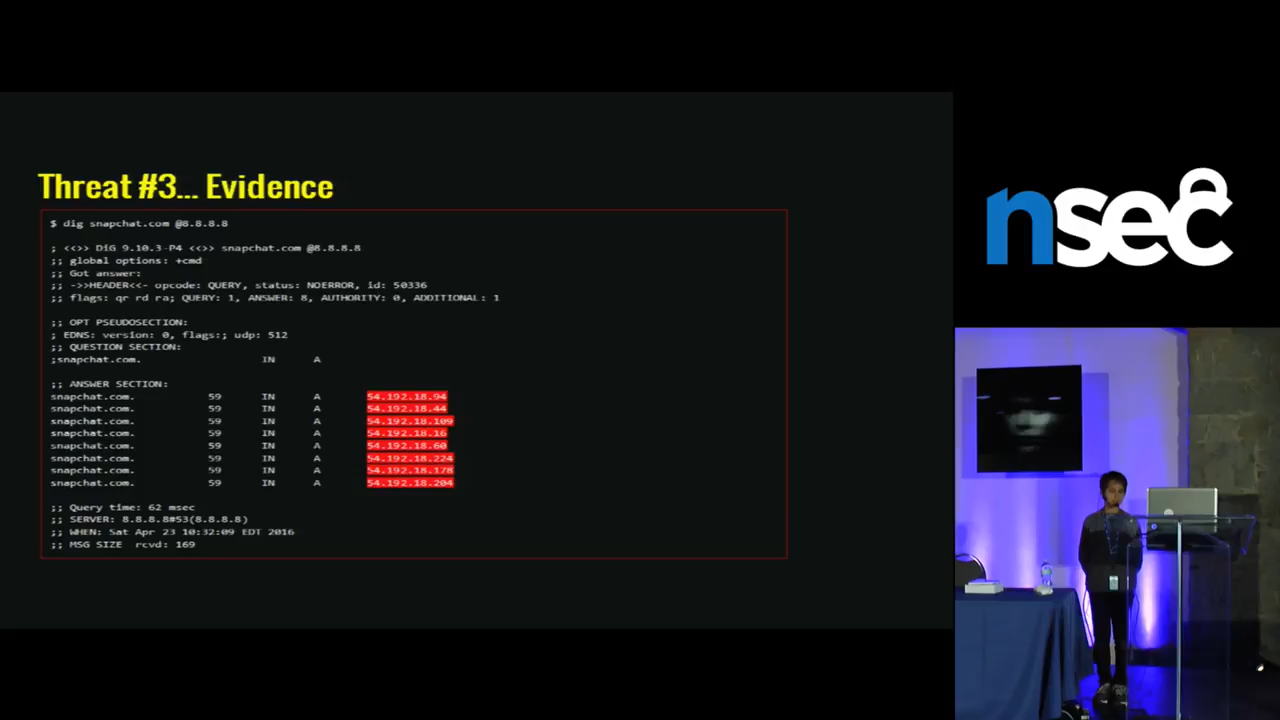 Threat #3... Evidence
$ dig snapchat.com @8.8.8.8
; <<>> DiG 9.10.3-P4 <<>> snapchat.com @8.8.8.8
;; global options: +cmd
;; Got answer:
;; ->>HEADER<<- opcode: QUERY, status: NOERROR, id: 50336
;; flags: qr rd ra; QUERY: 1, ANSWER: 8, AUTHORITY: 0, ADDITIONAL: 1
;; OPT PSEUDOSECTION:
; EDNS: version: 0, flags:; udp: 512
;; QUESTION SECTION:
;snapchat.com. IN A
;; ANSWER SECTION:
snapchat.com. 59 IN A 54.192.18.94
snapchat.com. 59 IN A 54.192.18.44
snapchat.com. 59 IN A 54.192.18.109
snapchat.com. 59 IN A 54.192.18.16
snapchat.com. 59 IN A 54.192.18.60
snapchat.com. 59 IN A 54.192.18.224
snapchat.com. 59 IN A 54.192.18.178
snapchat.com. 59 IN A 54.192.18.204
;; Query time: 62 msec
;; SERVER: 8.8.8.8#53(8.8.8.8)
;; WHEN: Sat Apr 23 10:32:09 EDT 2016
;; MSG SIZE rcvd: 169
nsec